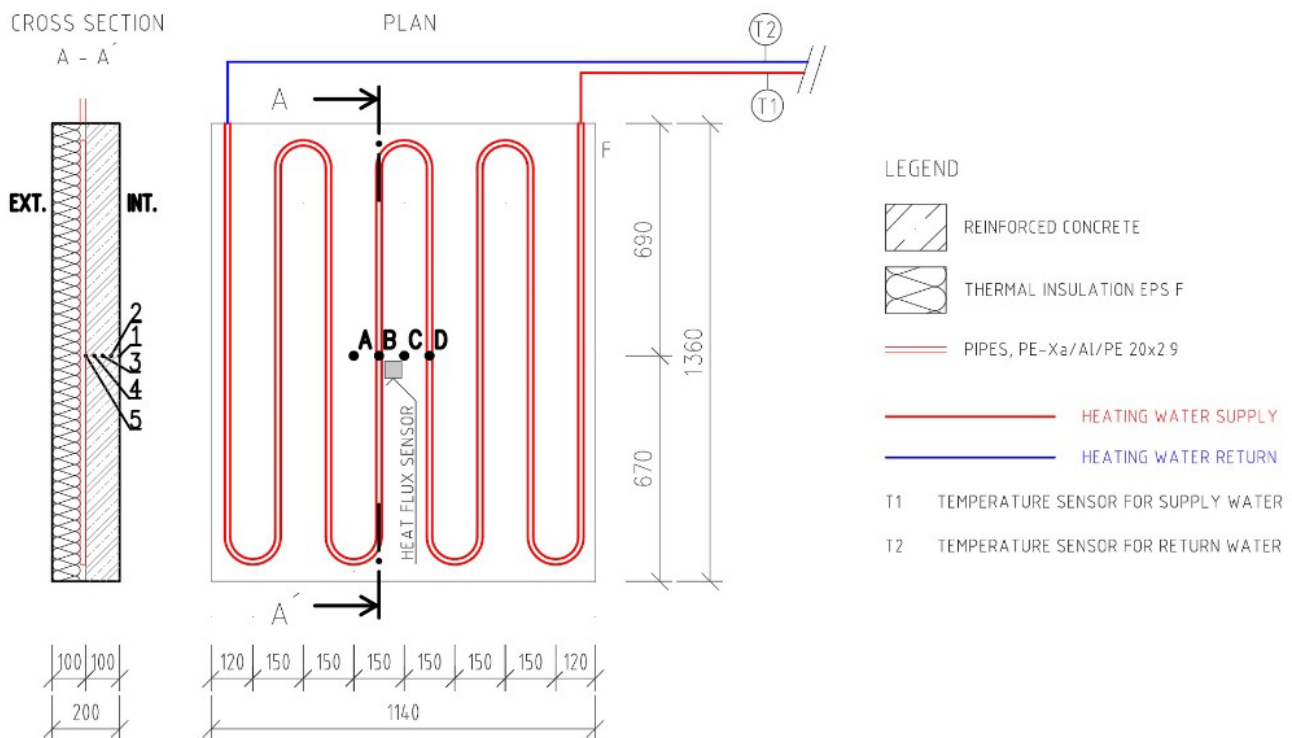 CROSS SECTION
A - A´
PLAN
T2
T1
A
F
EXT.
INT.
2
1
3
4
5
A B C D
HEAT FLUX SENSOR
690
670
1360
A´
100 100
200
120 150 150 150 150 150 150 120
1140
LEGEND
REINFORCED CONCRETE
THERMAL INSULATION EPS F
PIPES, PE-Xa/Al/PE 20x2 9
HEATING WATER SUPPLY
HEATING WATER RETURN
T1 TEMPERATURE SENSOR FOR SUPPLY WATER
T2 TEMPERATURE SENSOR FOR RETURN WATER